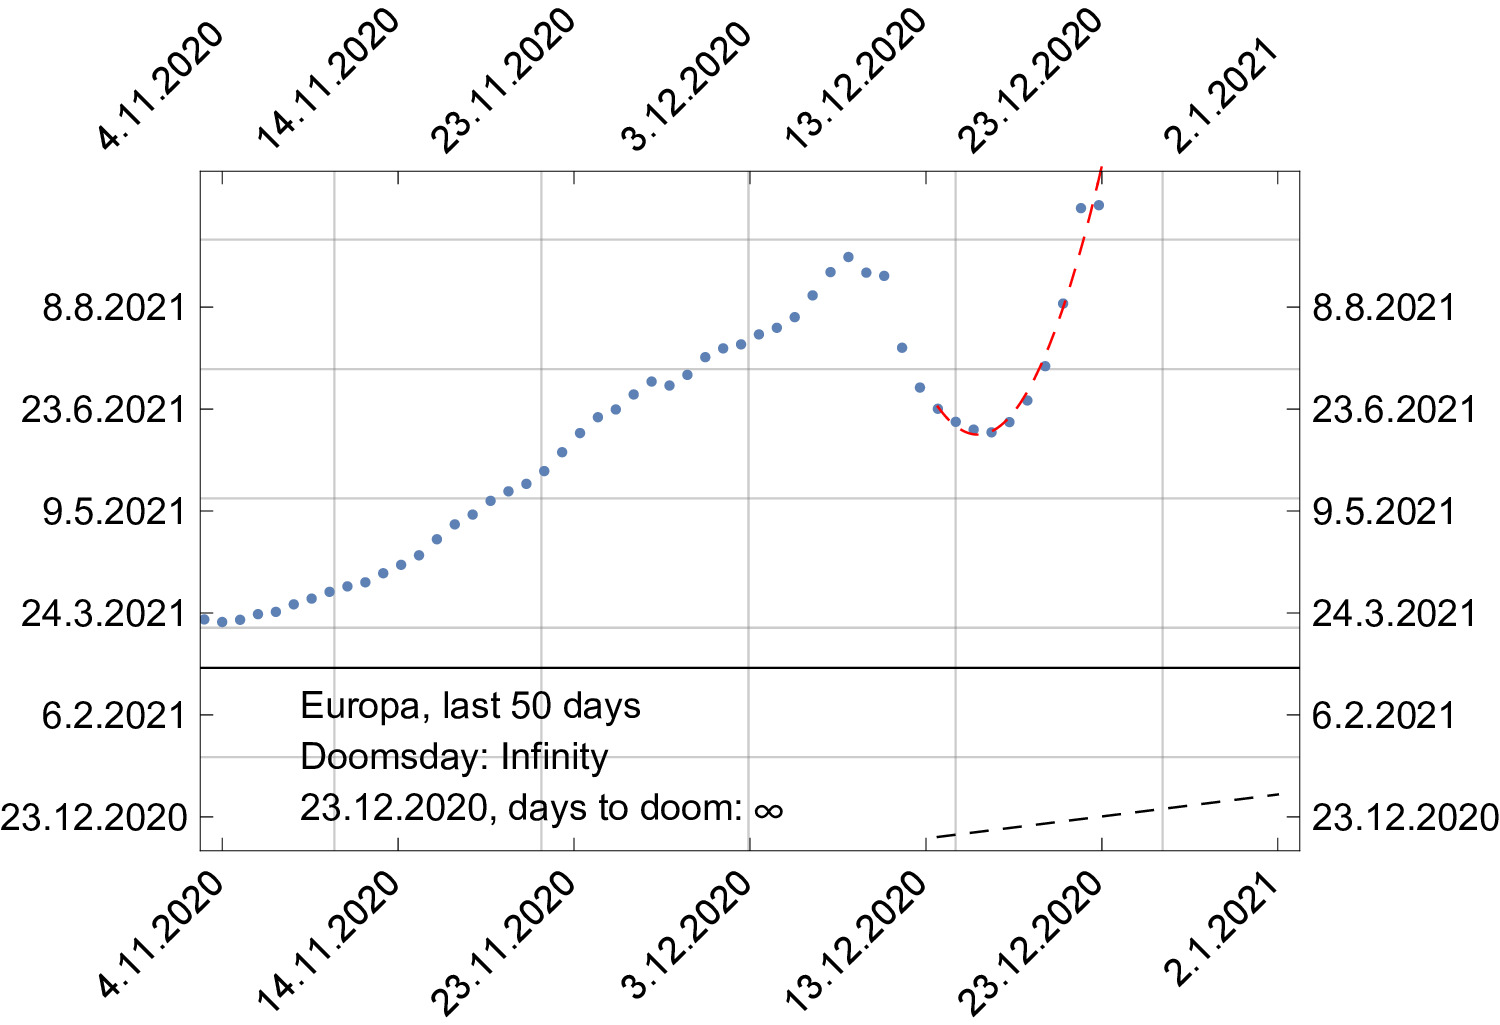 4.11.2020 14.11.2020 23.11.2020 3.12.2020 13.12.2020 23.12.2020 2.1.2021
8.8.2021 8.8.2021
23.6.2021 23.6.2021
9.5.2021 9.5.2021
24.3.2021 24.3.2021
Europa, last 50 days
6.2.2021 6.2.2021
Doomsday: Infinity
23.12.2020, days to doom: ∞
23.12.2020 23.12.2020
4.11.2020 14.11.2020 23.11.2020 3.12.2020 13.12.2020 23.12.2020 2.1.2021